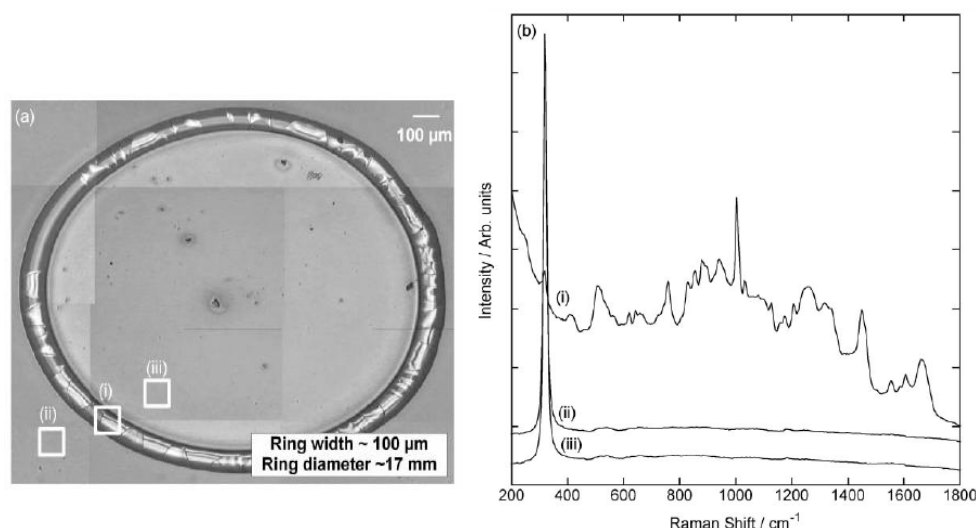 (a)
100 µm
(iii)
(i)
(ii)
Ring width ~ 100 µm
Ring diameter ~17 mm
(b)
Intensity / Arb. units
(i)
(ii)
(iii)
200 400 600 800 1000 1200 1400 1600 1800
Raman Shift / cm⁻¹